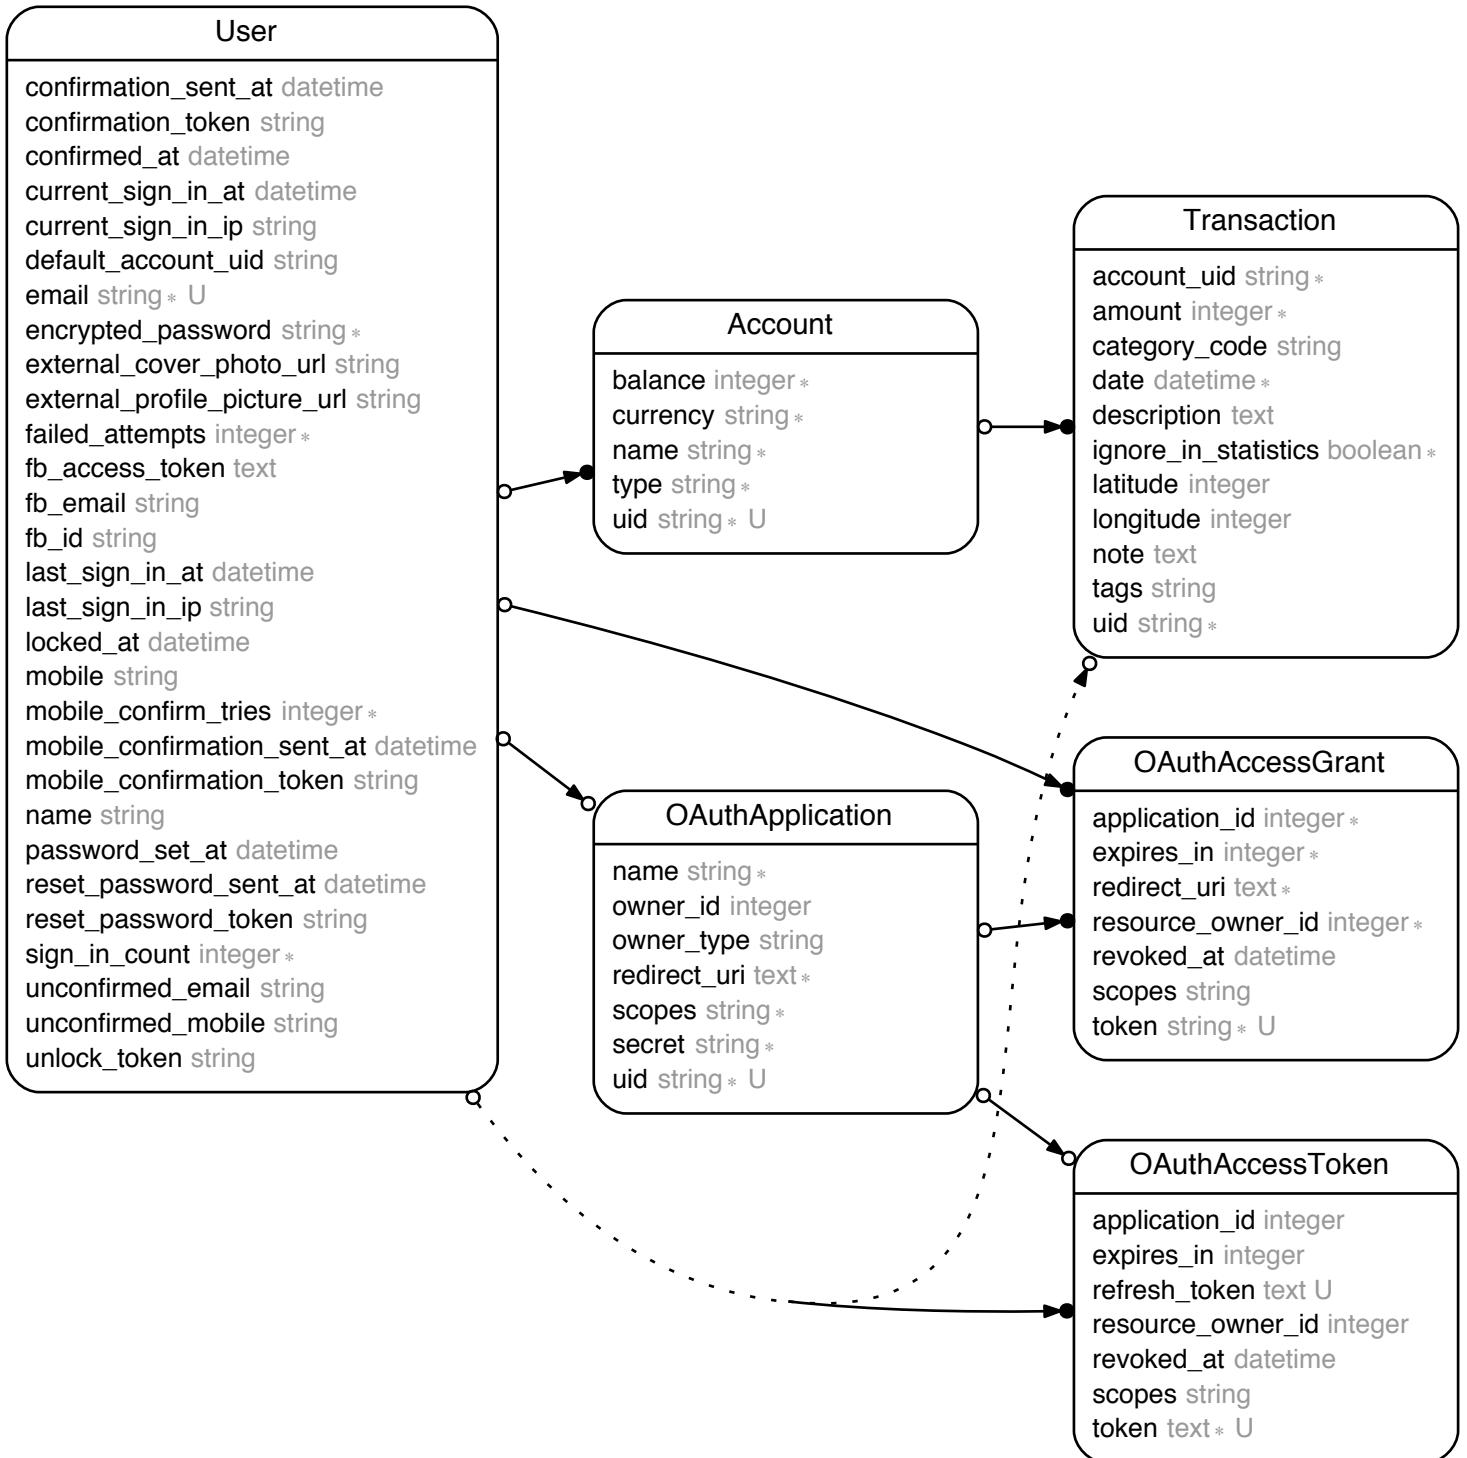 User
confirmation_sent_at datetime
confirmation_token string
confirmed_at datetime
current_sign_in_at datetime
current_sign_in_ip string
default_account_uid string
email string* U
encrypted_password string*
external_cover_photo_url string
external_profile_picture_url string
failed_attempts integer*
fb_access_token text
fb_email string
fb_id string
last_sign_in_at datetime
last_sign_in_ip string
locked_at datetime
mobile string
mobile_confirm_tries integer*
mobile_confirmation_sent_at datetime
mobile_confirmation_token string
name string
password_set_at datetime
reset_password_sent_at datetime
reset_password_token string
sign_in_count integer*
unconfirmed_email string
unconfirmed_mobile string
unlock_token string
Account
balance integer*
currency string*
name string*
type string*
uid string* U
OAuthApplication
name string*
owner_id integer
owner_type string
redirect_uri text*
scopes string*
secret string*
uid string* U
Transaction
account_uid string*
amount integer*
category_code string
date datetime*
description text
ignore_in_statistics boolean*
latitude integer
longitude integer
note text
tags string
uid string*
OAuthAccessGrant
application_id integer*
expires_in integer*
redirect_uri text*
resource_owner_id integer*
revoked_at datetime
scopes string
token string* U
OAuthAccessToken
application_id integer
expires_in integer
refresh_token text U
resource_owner_id integer
revoked_at datetime
scopes string
token text* U